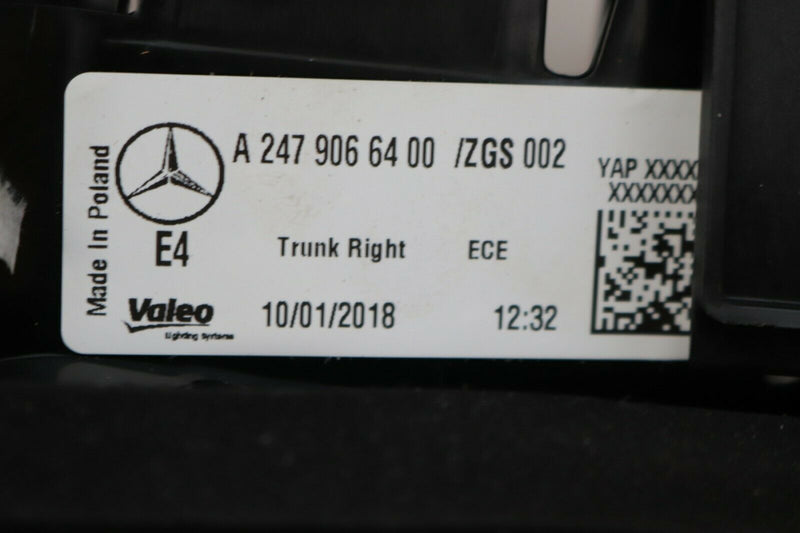 Made In Poland
A 247 906 64 00 /ZGS 002
YAP XXXX
XXXXXXX
E4
Trunk Right ECE
Valeo
Lighting Systems
10/01/2018 12:32